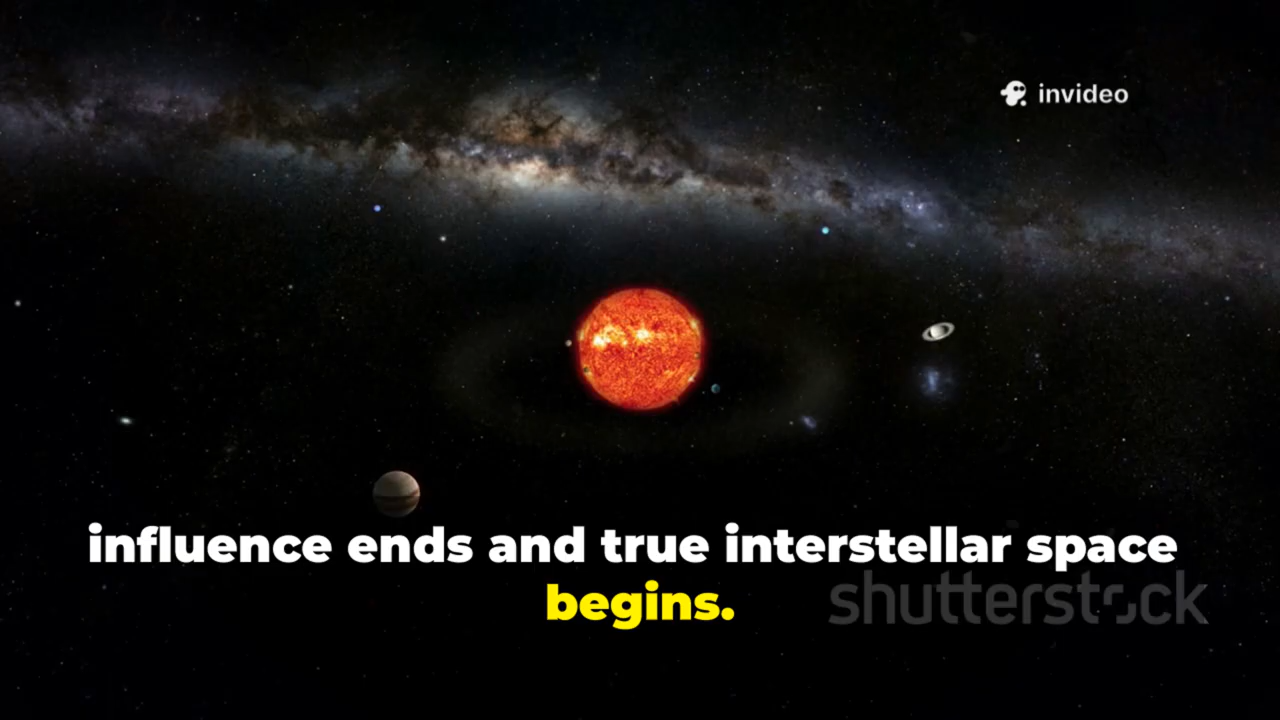 invideo
influence ends and true interstellar space
begins.
shutterstock